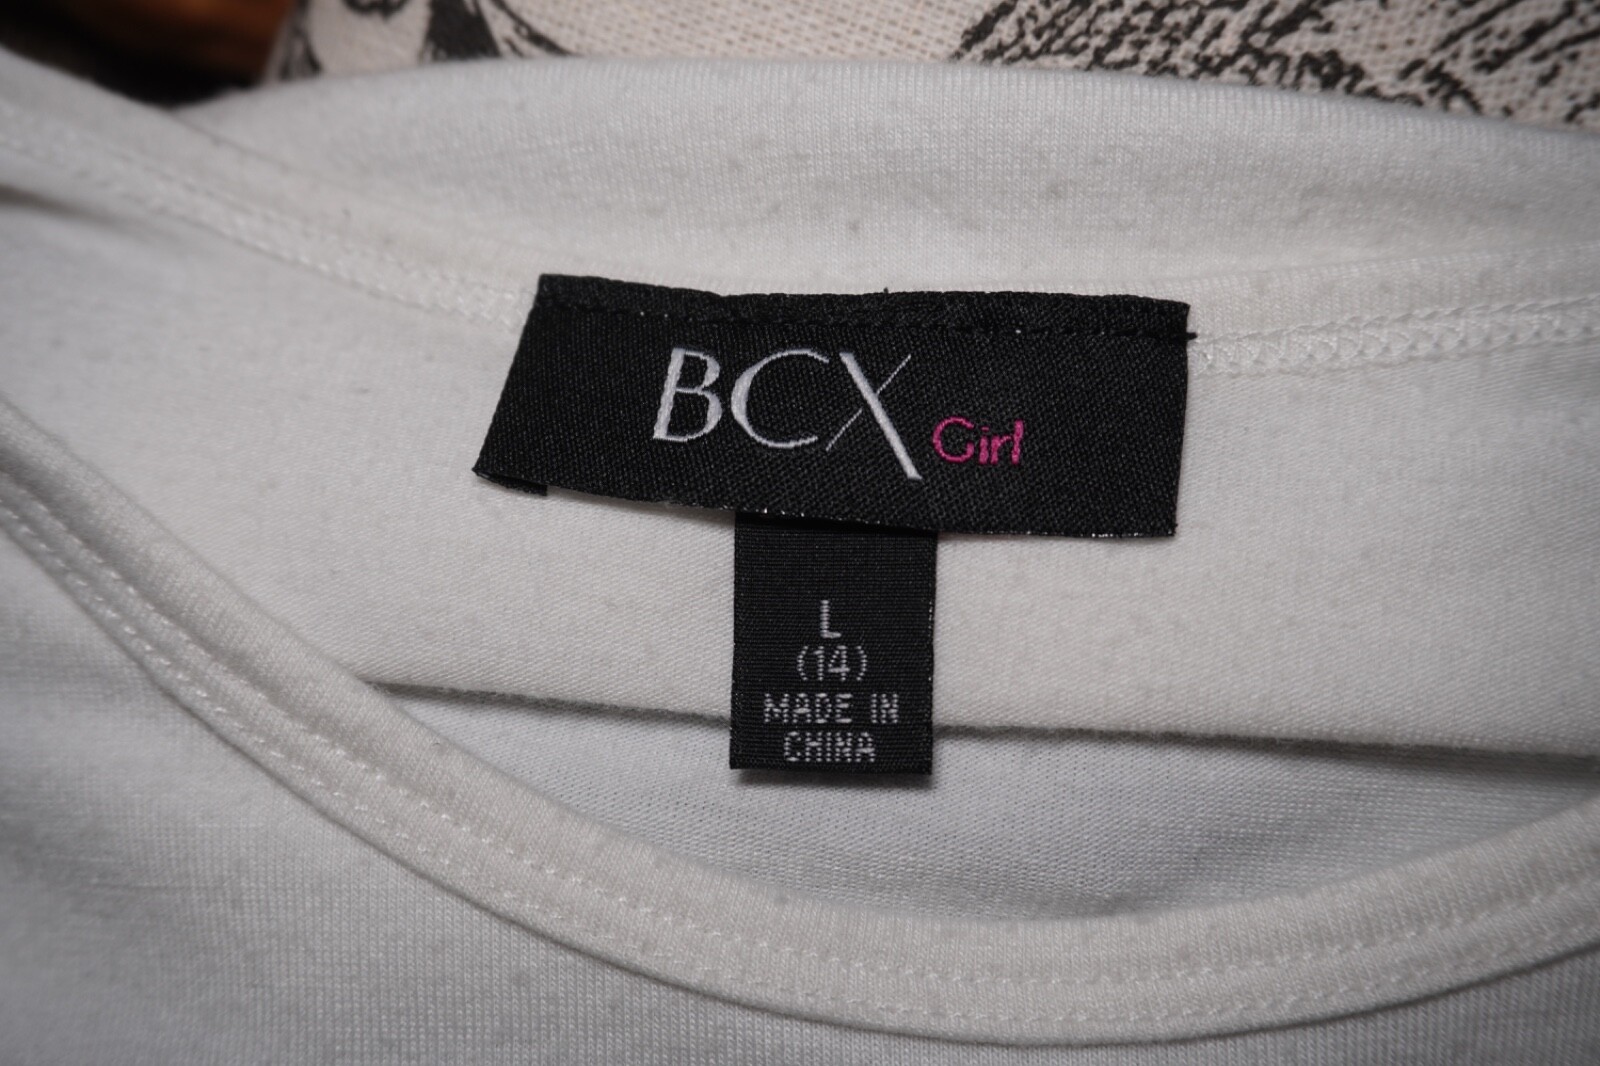 BCX Girl
L
(14)
MADE IN
CHINA